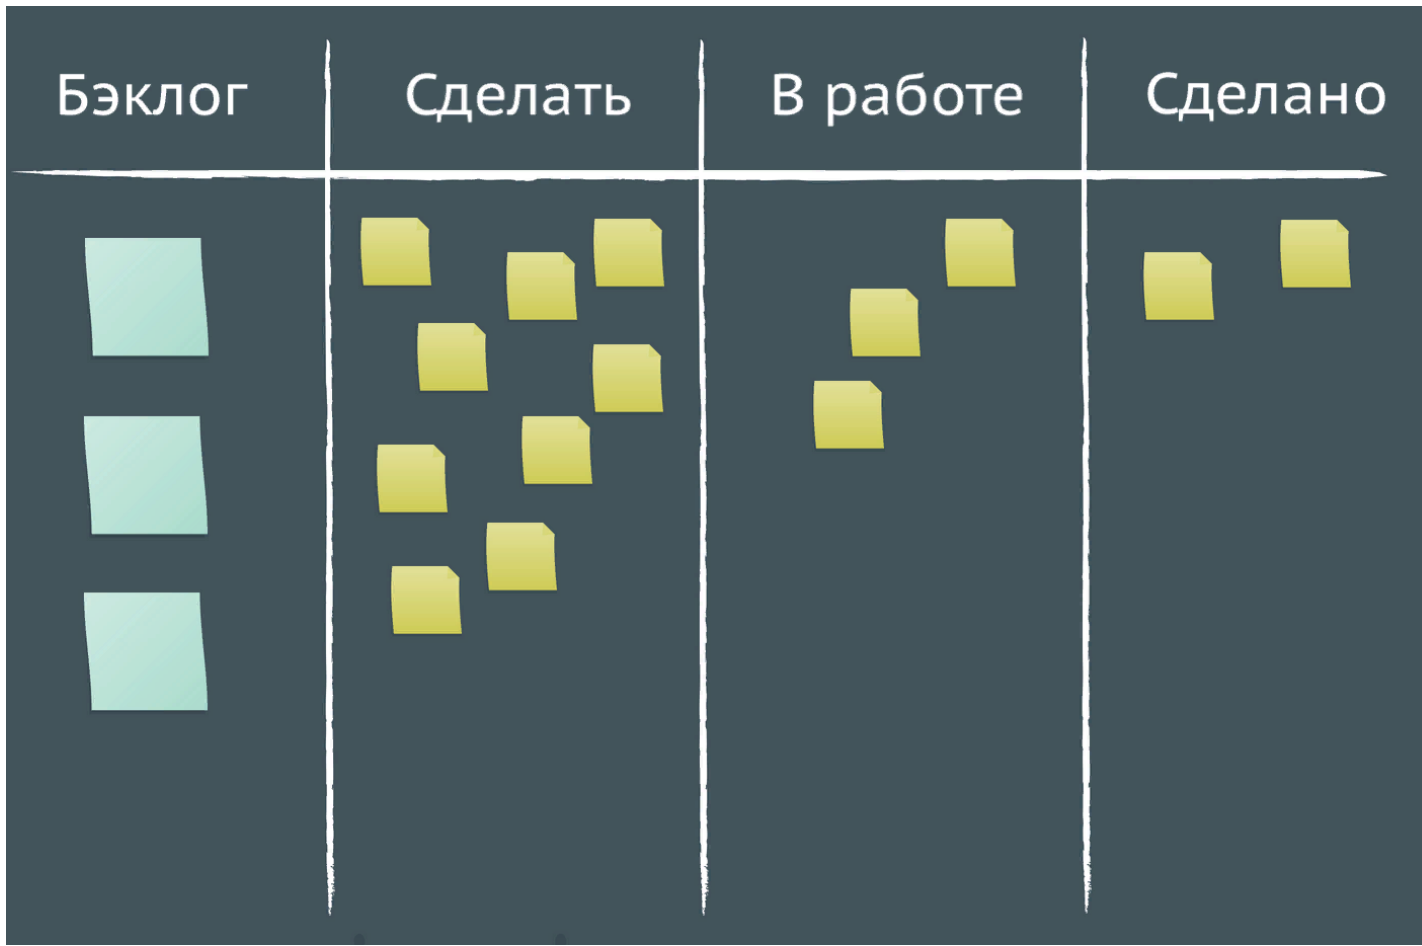 Бэклог
Сделать
В работе
Сделано